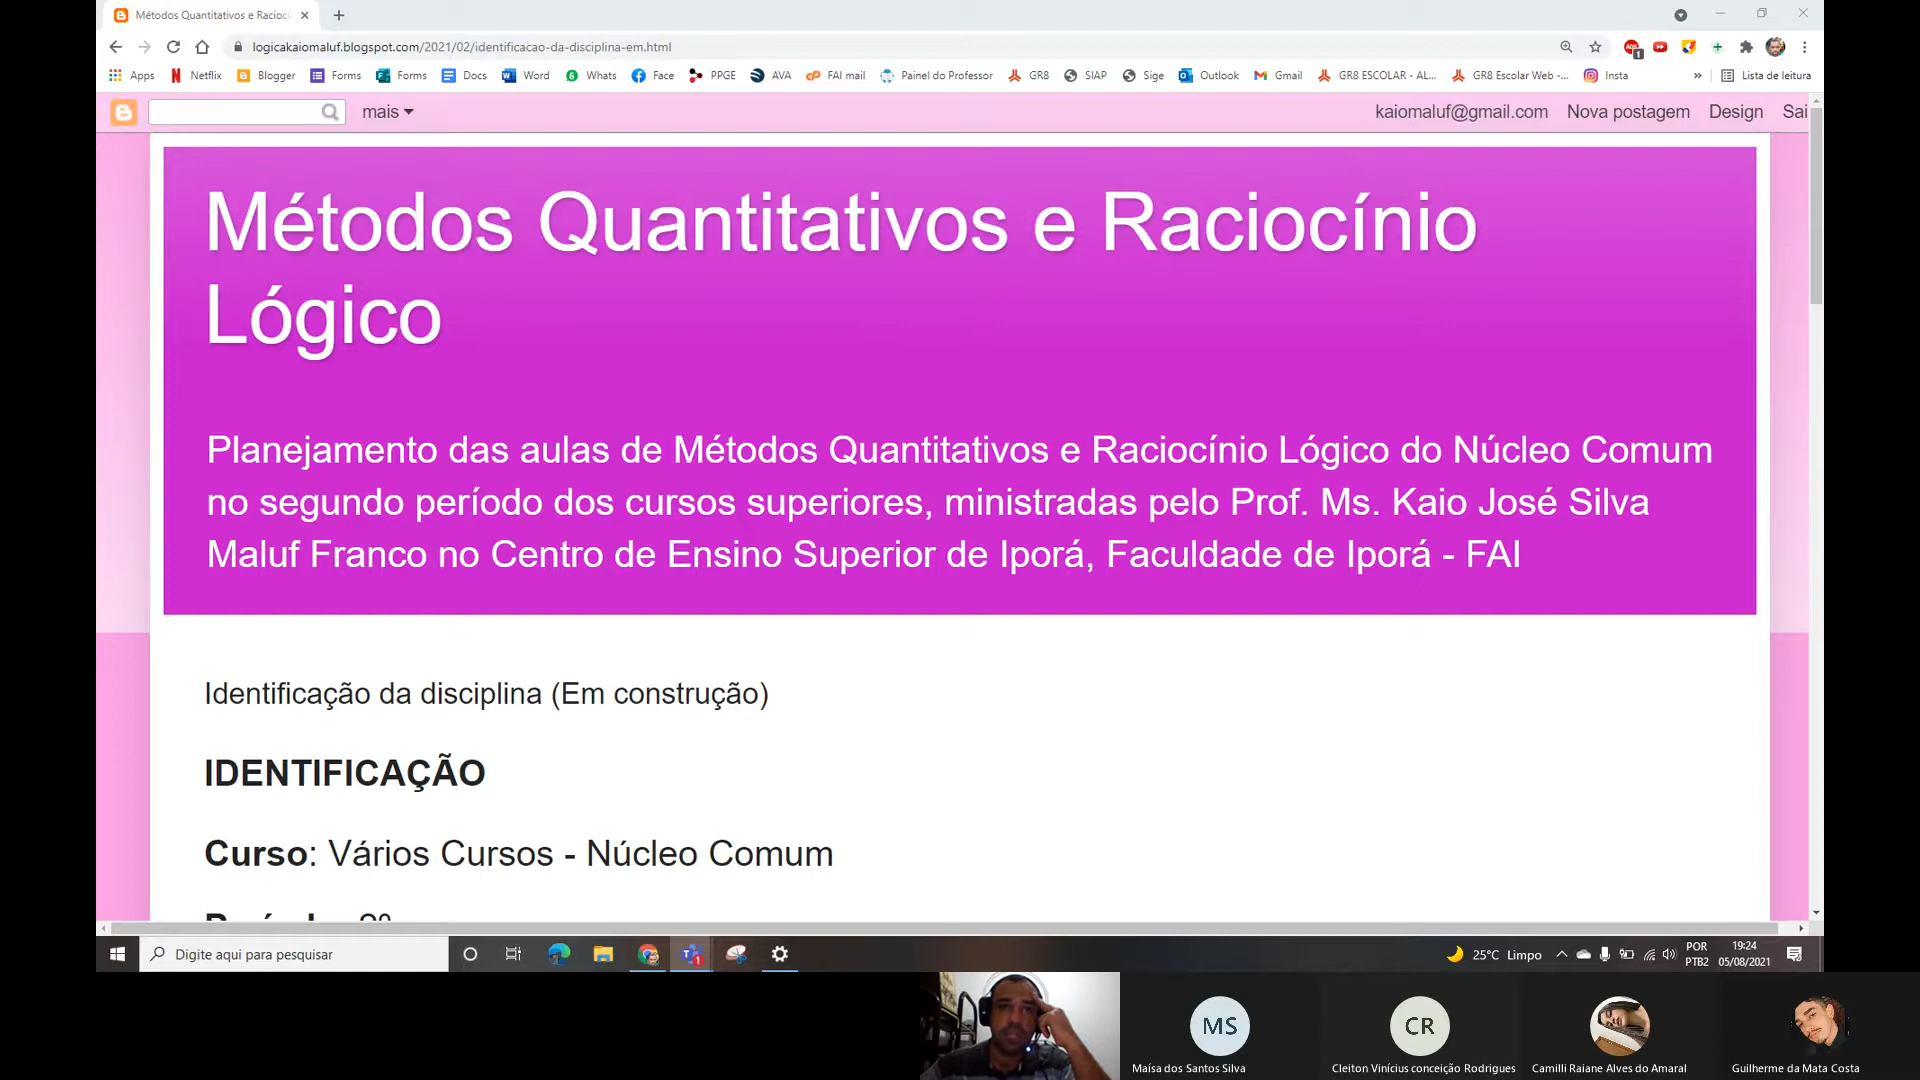 Métodos Quantitativos e Racioci
logicakaiomaluf.blogspot.com/2021/02/identificacao-da-disciplina-em.html
Apps Netflix Blogger Forms Forms Docs Word Whats Face PPGE AVA FAI mail Painel do Professor GR8 SIAP Sige Outlook Gmail GR8 ESCOLAR - AL... GR8 Escolar Web -... Insta » Lista de leitura
mais kaiomaluf@gmail.com Nova postagem Design Sai
Métodos Quantitativos e Raciocínio
Lógico
Planejamento das aulas de Métodos Quantitativos e Raciocínio Lógico do Núcleo Comum
no segundo período dos cursos superiores, ministradas pelo Prof. Ms. Kaio José Silva
Maluf Franco no Centro de Ensino Superior de Iporá, Faculdade de Iporá - FAI
Identificação da disciplina (Em construção)
IDENTIFICAÇÃO
Curso: Vários Cursos - Núcleo Comum
Digite aqui para pesquisar 25°C Limpo POR 19:24
PTB2 05/08/2021
MS CR
Maísa dos Santos Silva Cleiton Vinícius conceição Rodrigues Camilli Raiane Alves do Amaral Guilherme da Mata Costa